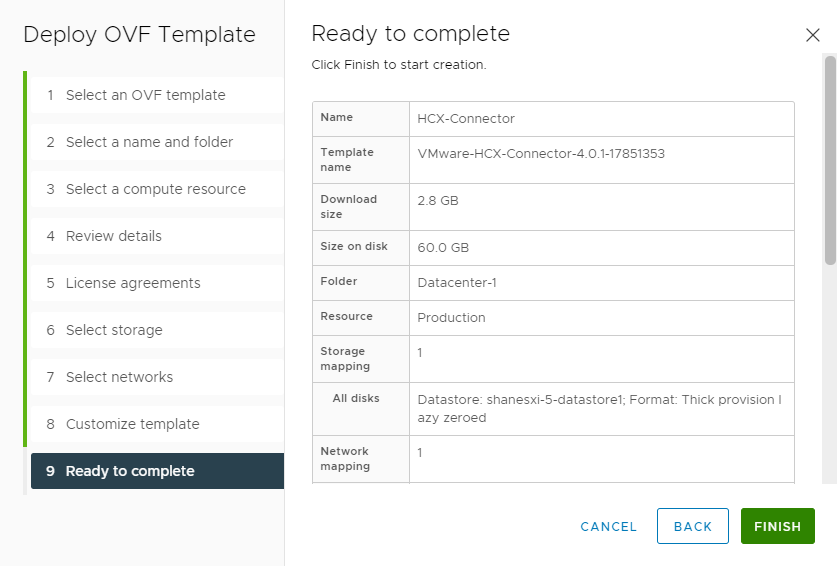 Deploy OVF Template
1 Select an OVF template
2 Select a name and folder
3 Select a compute resource
4 Review details
5 License agreements
6 Select storage
7 Select networks
8 Customize template
9 Ready to complete
Ready to complete
Click Finish to start creation.
Name HCX-Connector
Template
name VMware-HCX-Connector-4.0.1-17851353
Download
size 2.8 GB
Size on disk 60.0 GB
Folder Datacenter-1
Resource Production
Storage
mapping 1
All disks Datastore: shanesxi-5-datastore1; Format: Thick provision l
azy zeroed
Network
mapping 1
CANCEL BACK FINISH